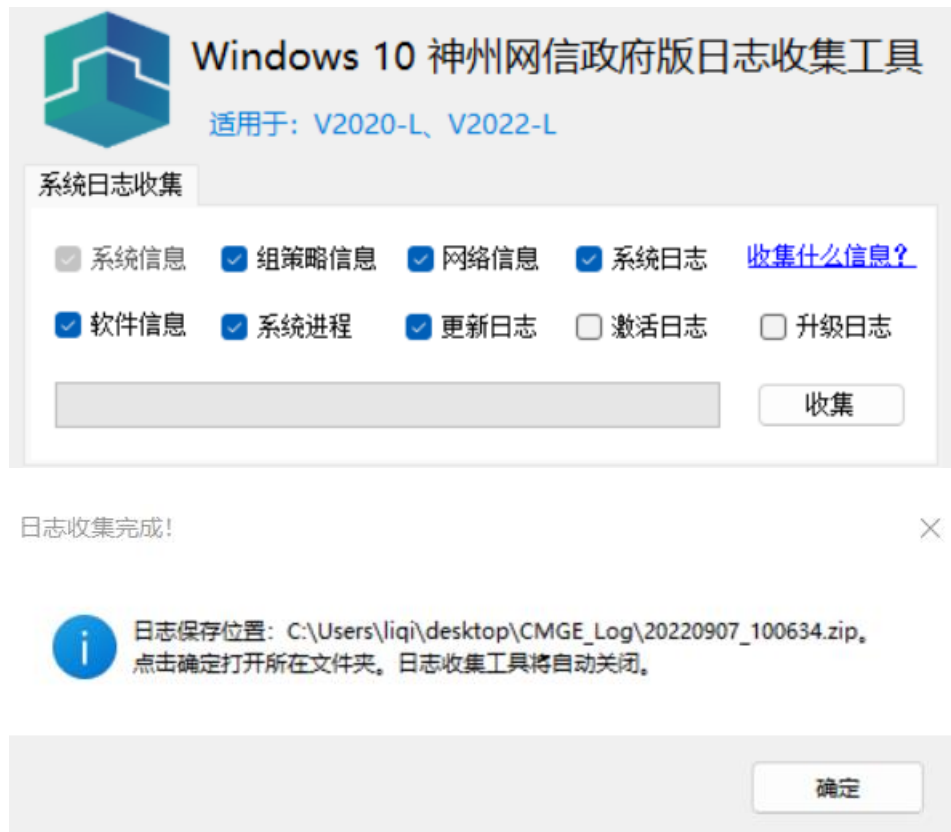 Windows 10 神州网信政府版日志收集工具
适用于：V2020-L、V2022-L
系统日志收集
系统信息 组策略信息 网络信息 系统日志 收集什么信息？
软件信息 系统进程 更新日志 激活日志 升级日志
收集
日志收集完成！
日志保存位置：C:\Users\liqi\desktop\CMGE_Log\20220907_100634.zip。
点击确定打开所在文件夹。日志收集工具将自动关闭。
确定